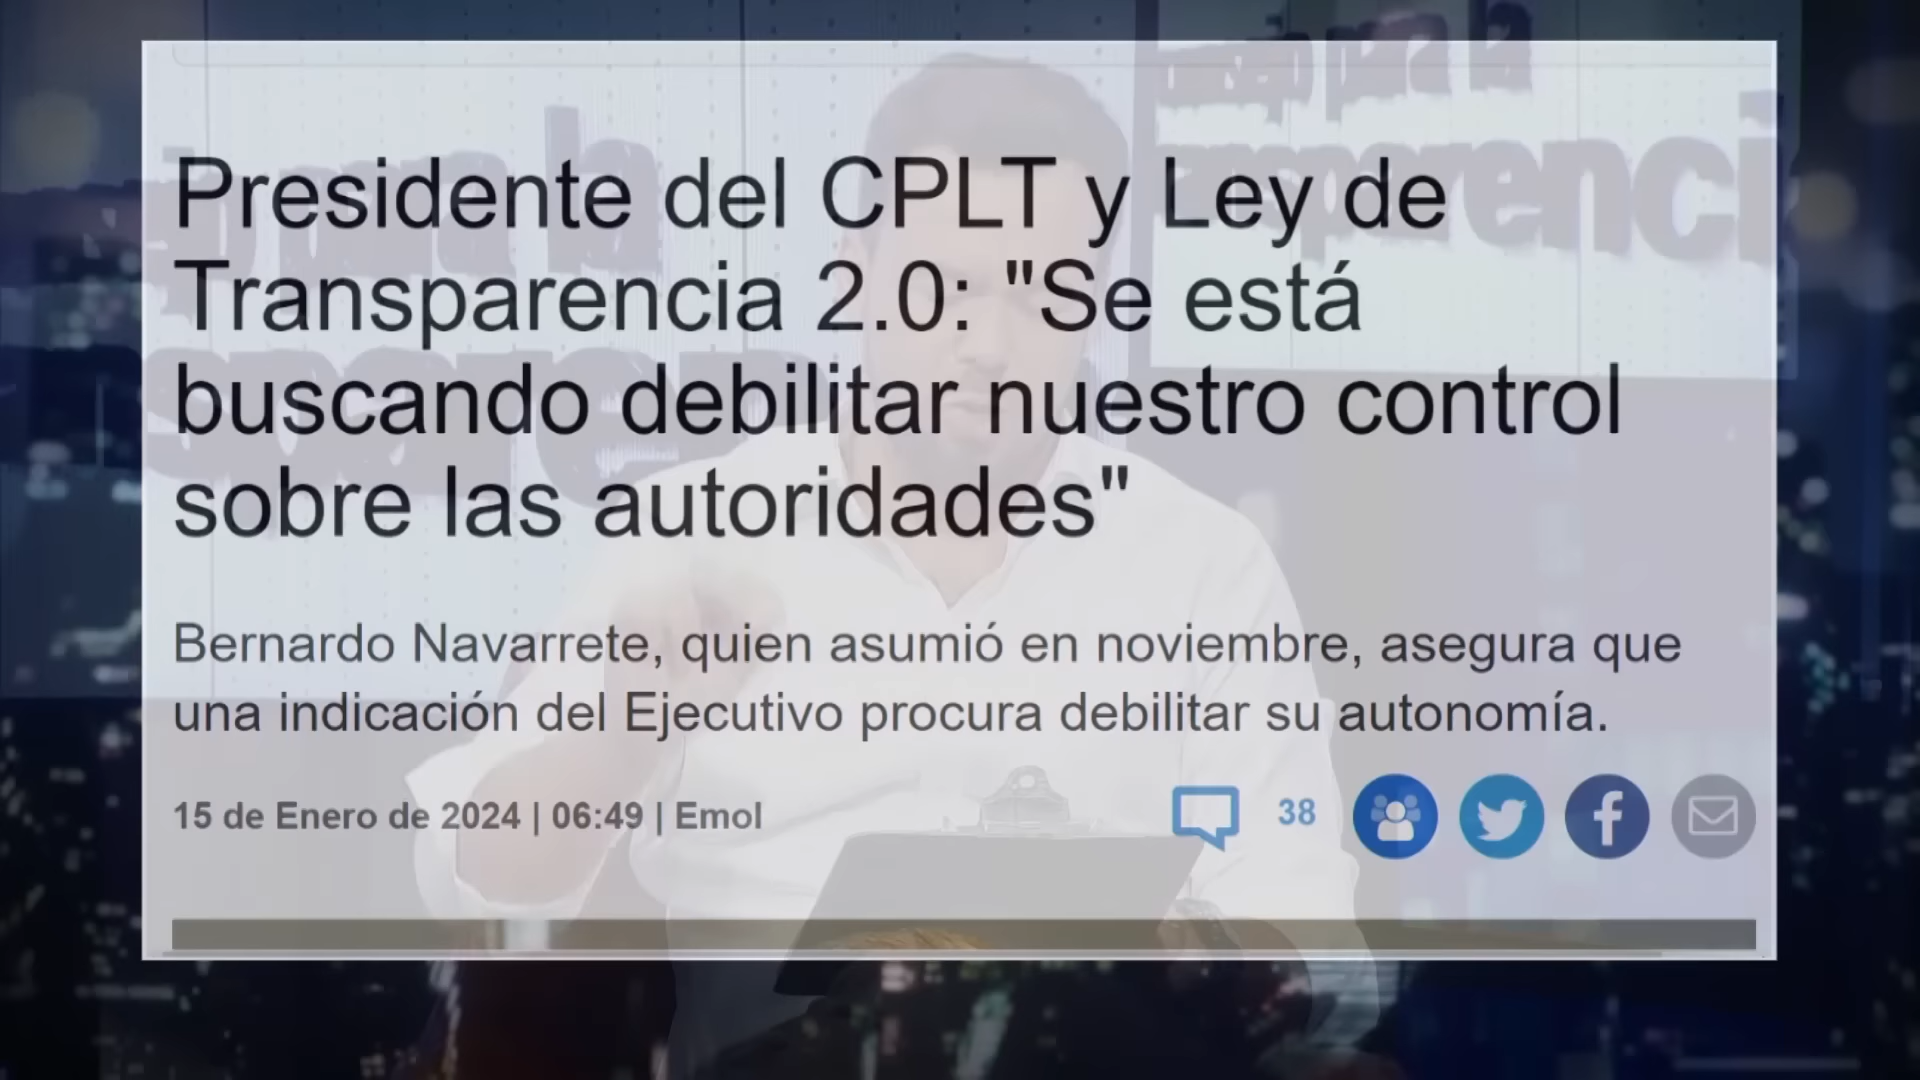 Presidente del CPLT y Ley de
Transparencia 2.0: "Se está
buscando debilitar nuestro control
sobre las autoridades"
Bernardo Navarrete, quien asumió en noviembre, asegura que
una indicación del Ejecutivo procura debilitar su autonomía.
15 de Enero de 2024 | 06:49 | Emol
38